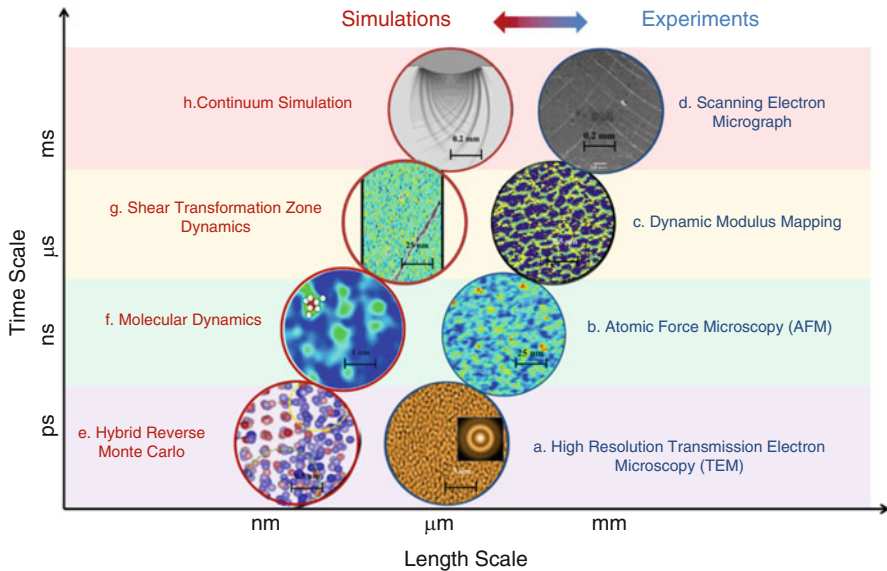 Simulations
Experiments
h.Continuum Simulation
0.2 mm
0.2 mm
d. Scanning Electron
Micrograph
g. Shear Transformation Zone
Dynamics
25 nm
c. Dynamic Modulus Mapping
f. Molecular Dynamics
1 nm
25 nm
b. Atomic Force Microscopy (AFM)
e. Hybrid Reverse
Monte Carlo
a. High Resolution Transmission Electron
Microscopy (TEM)
Time Scale
ms
μs
ns
ps
nm
μm
mm
Length Scale